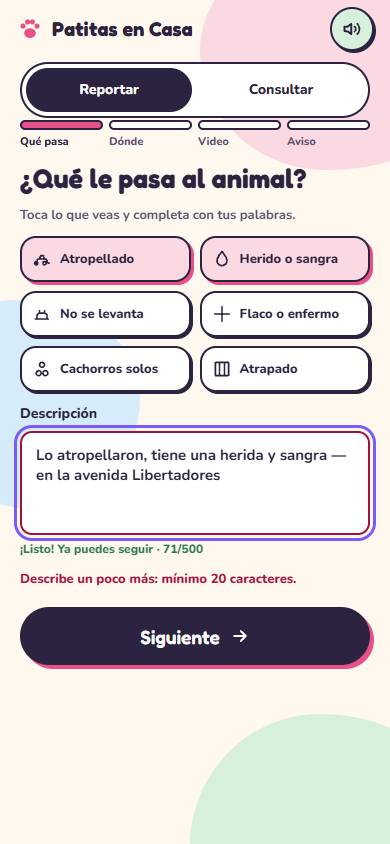 Patitas en Casa
Reportar
Consultar
Qué pasa
Dónde
Video
Aviso
¿Qué le pasa al animal?
Toca lo que veas y completa con tus palabras.
Atropellado
Herido o sangra
No se levanta
Flaco o enfermo
Cachorros solos
Atrapado
Descripción
Lo atropellaron, tiene una herida y sangra —
en la avenida Libertadores
¡Listo! Ya puedes seguir · 71/500
Describe un poco más: mínimo 20 caracteres.
Siguiente →